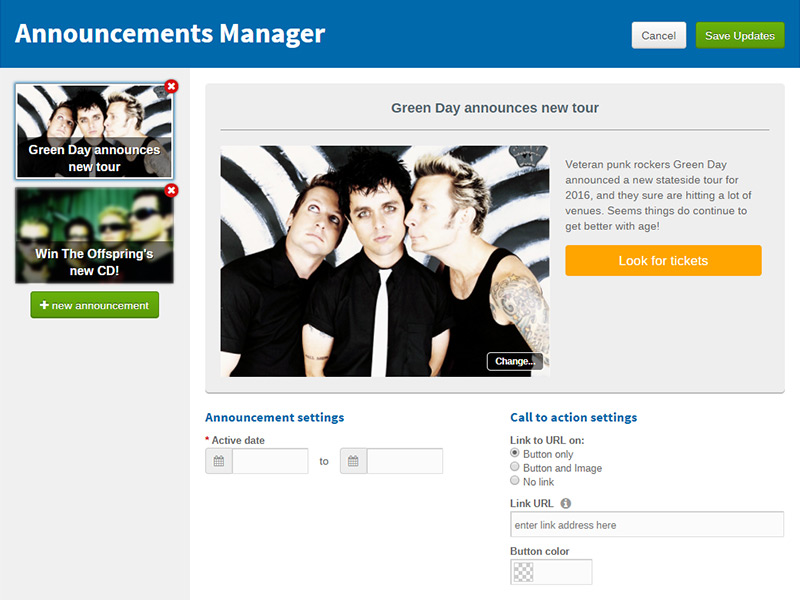 Announcements Manager
Cancel
Save Updates
Green Day announces
new tour
Win The Offspring's
new CD!
new announcement
Green Day announces new tour
Veteran punk rockers Green Day
announced a new stateside tour for
2016, and they sure are hitting a lot of
venues. Seems things do continue to
get better with age!
Look for tickets
Change...
Announcement settings
* Active date
to
Call to action settings
Link to URL on:
Button only
Button and Image
No link
Link URL
enter link address here
Button color